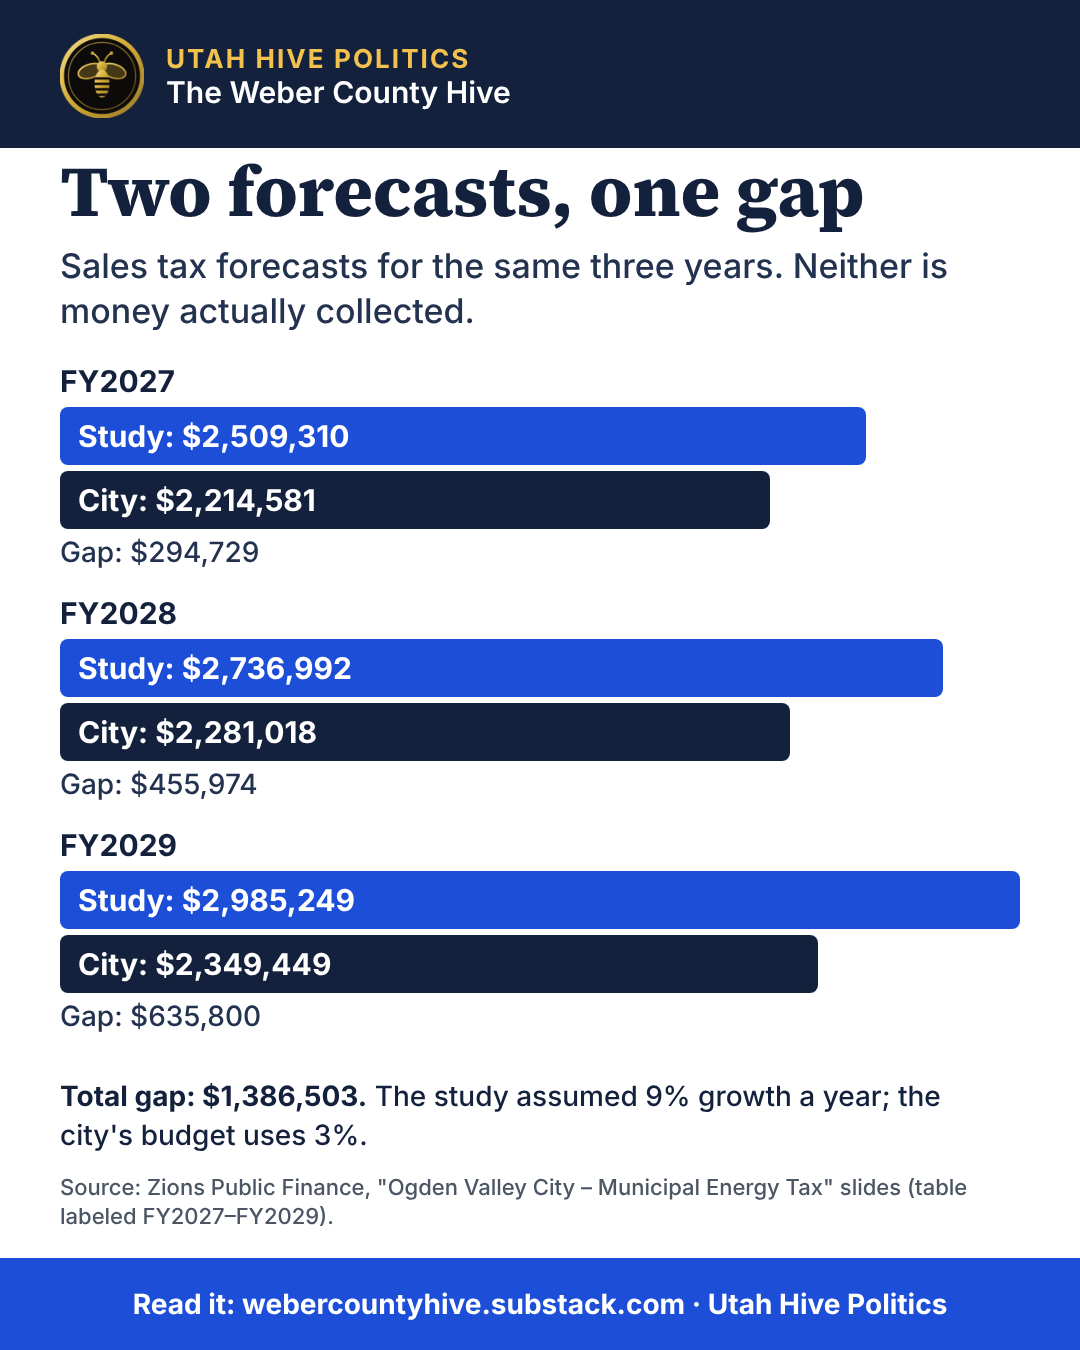 UTAH HIVE POLITICS
The Weber County Hive
Two forecasts, one gap
Sales tax forecasts for the same three years. Neither is
money actually collected.
FY2027
Study: $2,509,310
City: $2,214,581
Gap: $294,729
FY2028
Study: $2,736,992
City: $2,281,018
Gap: $455,974
FY2029
Study: $2,985,249
City: $2,349,449
Gap: $635,800
Total gap: $1,386,503. The study assumed 9% growth a year; the
city's budget uses 3%.
Source: Zions Public Finance, "Ogden Valley City – Municipal Energy Tax" slides (table
labeled FY2027–FY2029).
Read it: webercountyhive.substack.com · Utah Hive Politics